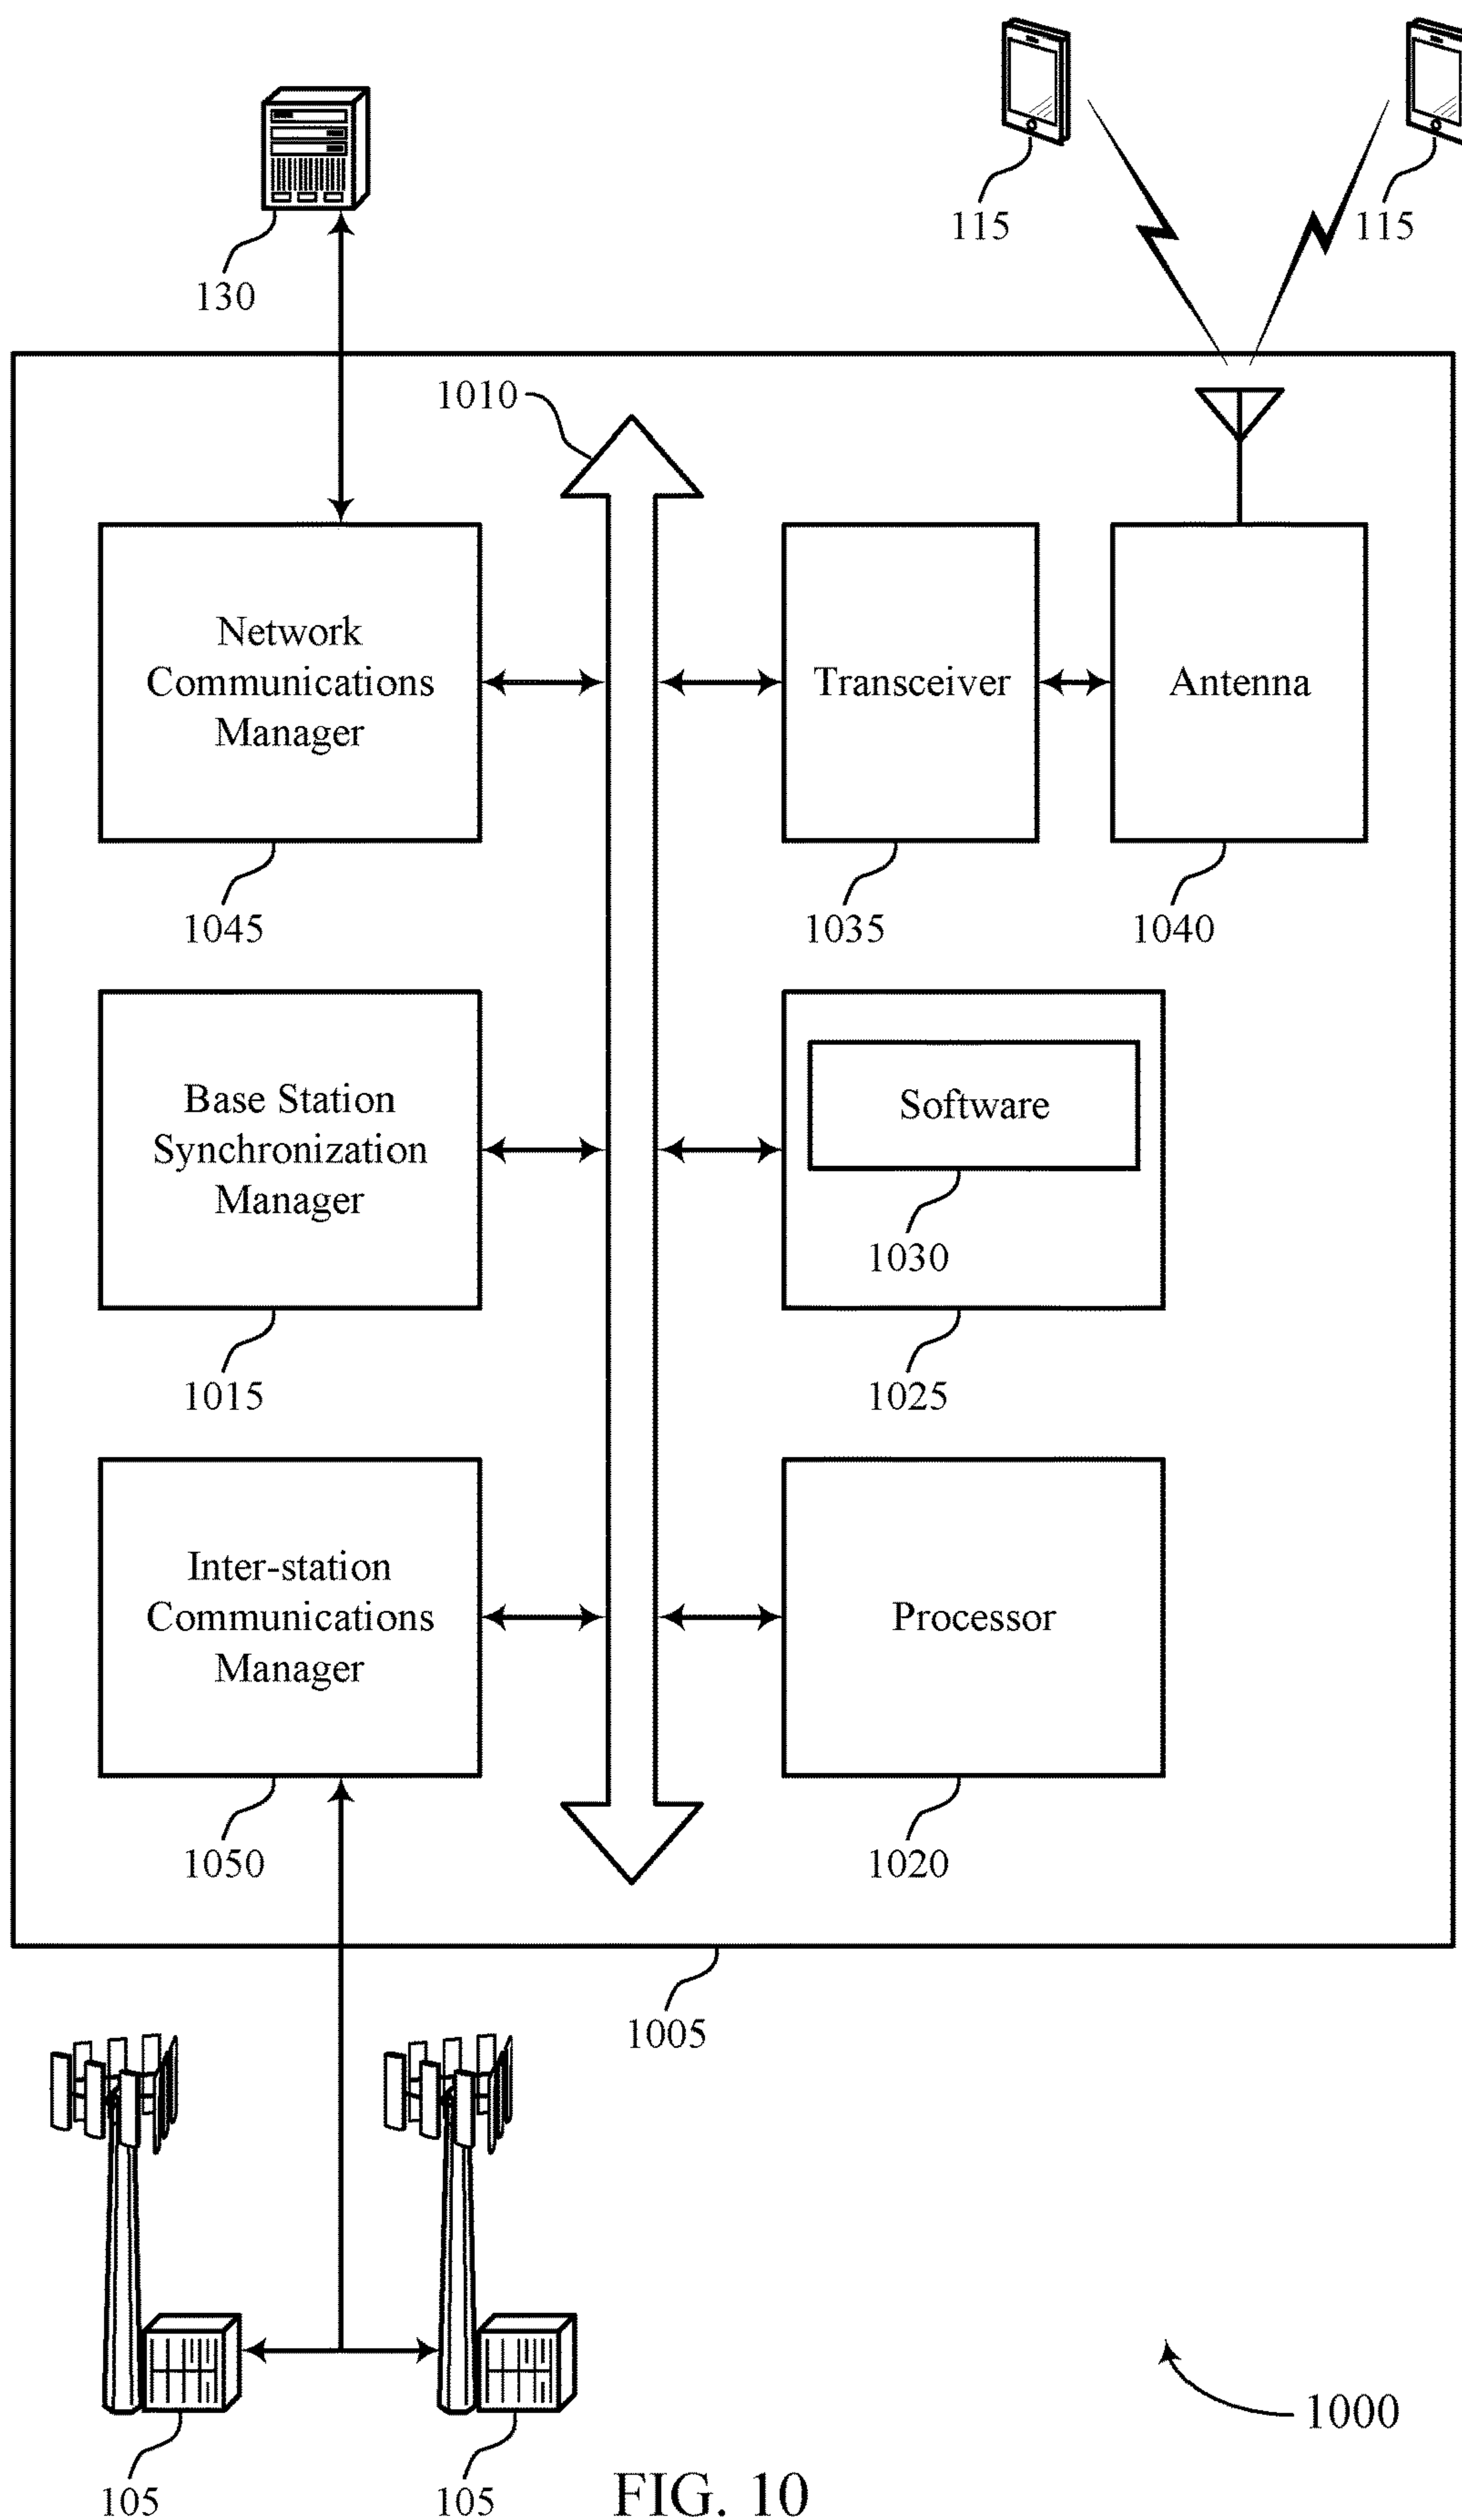 115
115
130
1010
Network
Communications
Manager
Transceiver
Antenna
1045
1035
1040
Base Station
Synchronization
Manager
Software
1030
1015
1025
Inter-station
Communications
Manager
Processor
1050
1020
1005
1000
105
105
FIG. 10